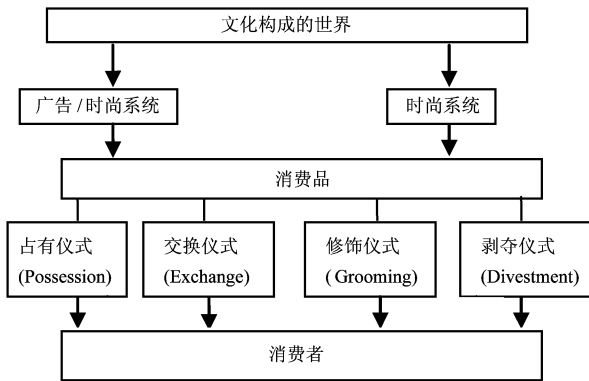 文化构成的世界
广告/时尚系统
时尚系统
消费品
占有仪式
(Possession)
交换仪式
(Exchange)
修饰仪式
( Grooming)
剥夺仪式
(Divestment)
消费者